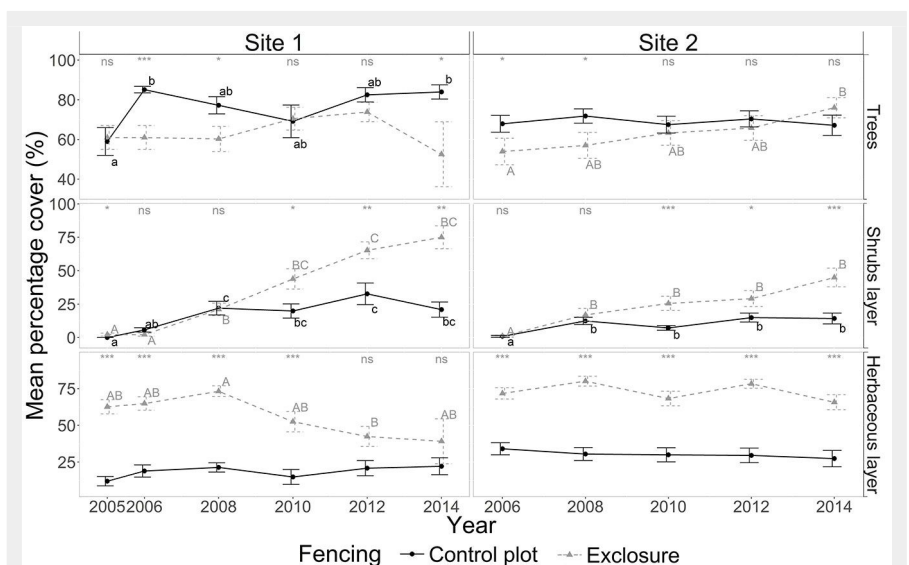 Site 1 Site 2
Mean percentage cover (%)
100
80
60
40
ns *** * ns ns *
a b ab ab ab b
* * ns ns ns
A AB AB AB B
Trees
100
75
50
25
0
* ns ns * ** **
A A B BC C BC
a ab c bc c bc
ns ns *** * ***
A B B B B
a b b b b
Shrubs layer
75
50
25
*** *** *** *** ns ns
AB AB A AB B AB
*** *** *** *** ***
Herbaceous layer
2005 2006 2008 2010 2012 2014
2006 2008 2010 2012 2014
Year
Fencing Control plot Exclosure